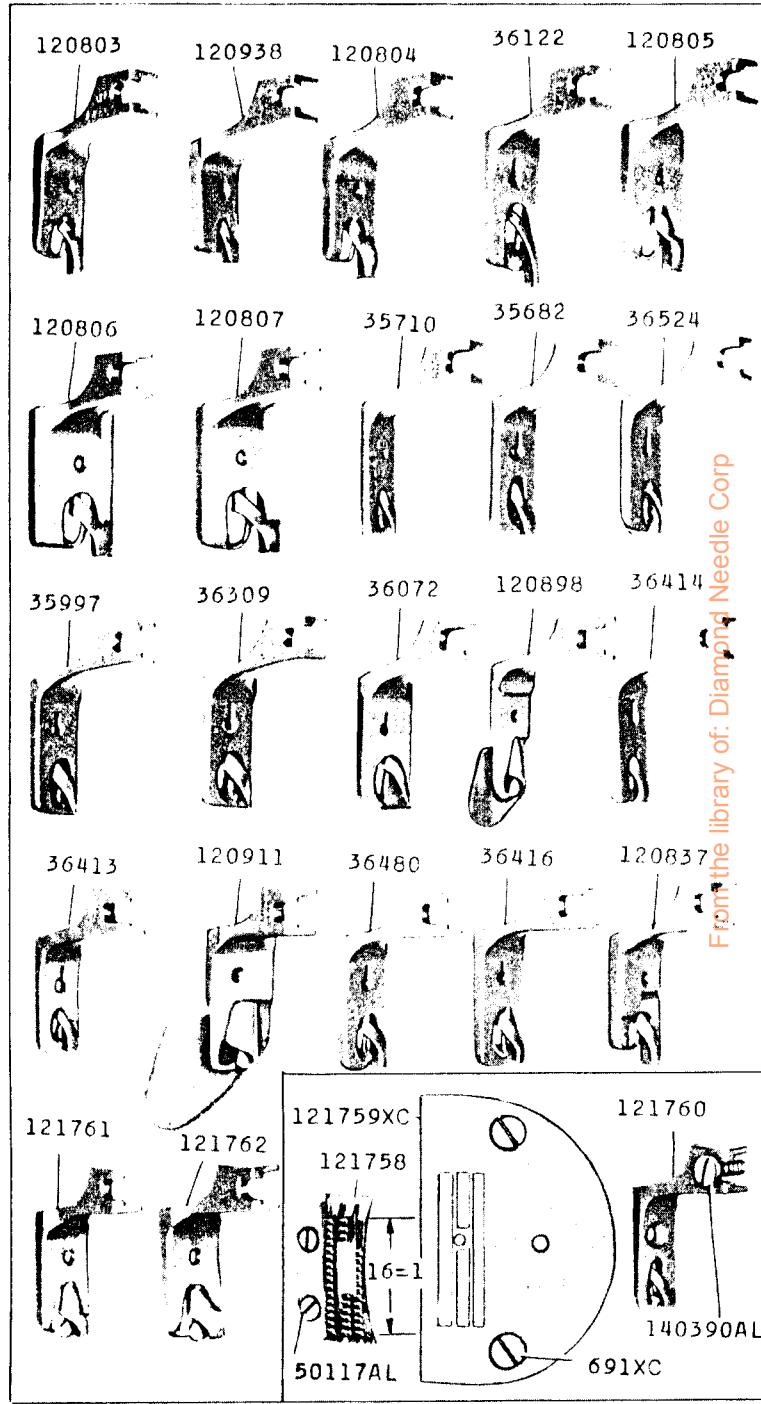 120803 120938 120804 36122 120805
120806 120807 35710 35682 36524
35997 36309 36072 120898 36414
36413 120911 36480 36416 120837
121761 121762
121759XC 121760
121758
16=1
50117AL 691XC 140390AL
From the library of: Diamond Needle Corp